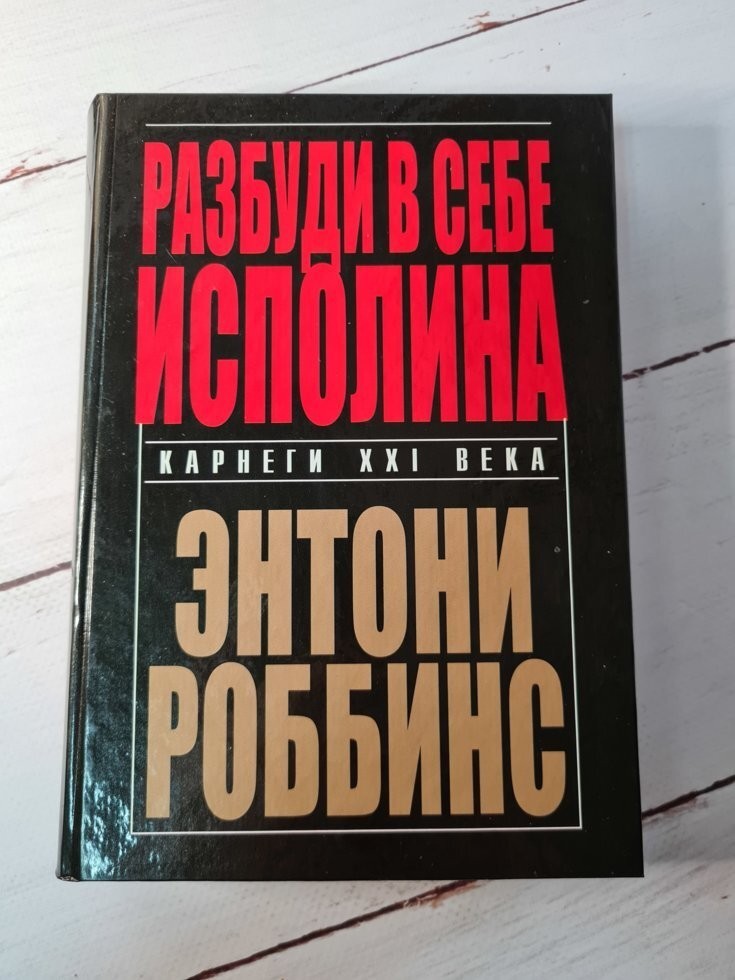 РАЗБУДИ В СЕБЕ
ИСПОЛИНА
КАРНЕГИ XXI ВЕКА
ЭНТОНИ
РОББИНС